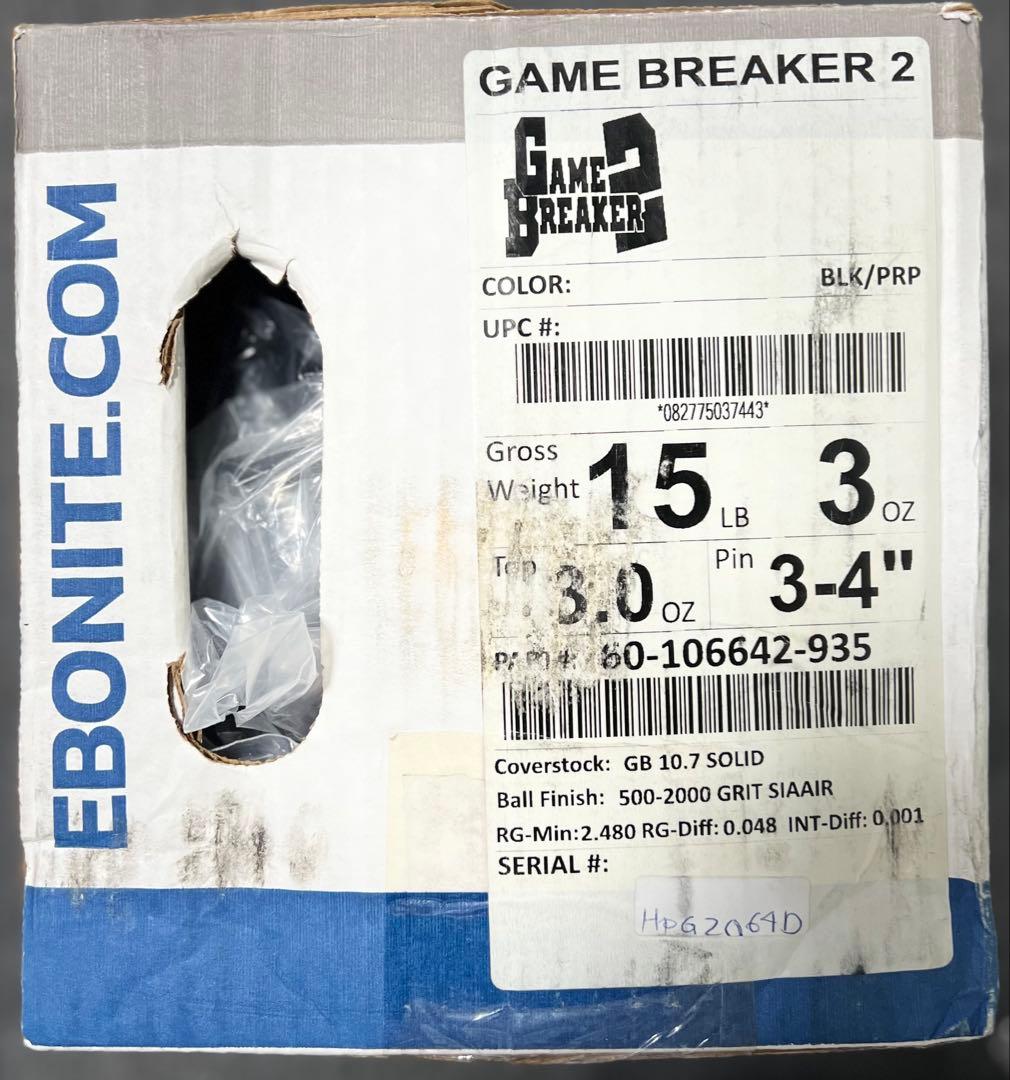 EBONITE.COM
GAME BREAKER 2
GAME 2
BREAKER
COLOR: BLK/PRP
UPC #:
*082775037443*
Gross
Weight 15 LB 3 OZ
Top 3.0 OZ Pin 3-4"
60-106642-935
Coverstock: GB 10.7 SOLID
Ball Finish: 500-2000 GRIT SIAAIR
RG-Min:2.480 RG-Diff: 0.048 INT-Diff: 0.001
SERIAL #: